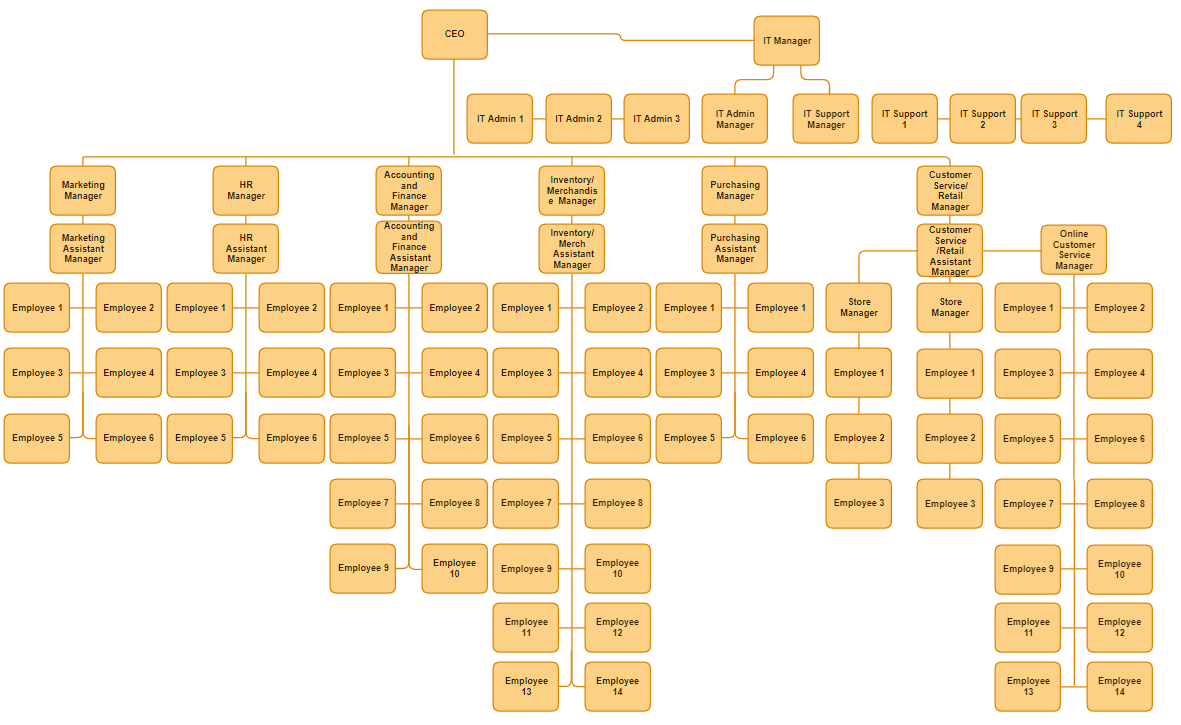 CEO
IT Manager
IT Admin 1
IT Admin 2
IT Admin 3
IT Admin
Manager
IT Support
Manager
IT Support
1
IT Support
2
IT Support
3
IT Support
4
Marketing
Manager
HR
Manager
Accounting
and
Finance
Manager
Inventory/
Merchandis
e Manager
Purchasing
Manager
Customer
Service/
Retail
Manager
Marketing
Assistant
Manager
HR
Assistant
Manager
Accounting
and
Finance
Assistant
Manager
Inventory/
Merch
Assistant
Manager
Purchasing
Assistant
Manager
Customer
Service
/Retail
Assistant
Manager
Online
Customer
Service
Manager
Employee 1
Employee 2
Employee 1
Employee 2
Employee 1
Employee 2
Employee 1
Employee 2
Employee 1
Employee 1
Store
Manager
Store
Manager
Employee 1
Employee 2
Employee 3
Employee 4
Employee 3
Employee 4
Employee 3
Employee 4
Employee 3
Employee 4
Employee 3
Employee 4
Employee 1
Employee 1
Employee 3
Employee 4
Employee 5
Employee 6
Employee 5
Employee 6
Employee 5
Employee 6
Employee 5
Employee 6
Employee 5
Employee 6
Employee 2
Employee 2
Employee 5
Employee 6
Employee 7
Employee 8
Employee 7
Employee 8
Employee 3
Employee 3
Employee 7
Employee 8
Employee 9
Employee
10
Employee 9
Employee
10
Employee 9
Employee
10
Employee
11
Employee
12
Employee
11
Employee
12
Employee
13
Employee
14
Employee
13
Employee
14